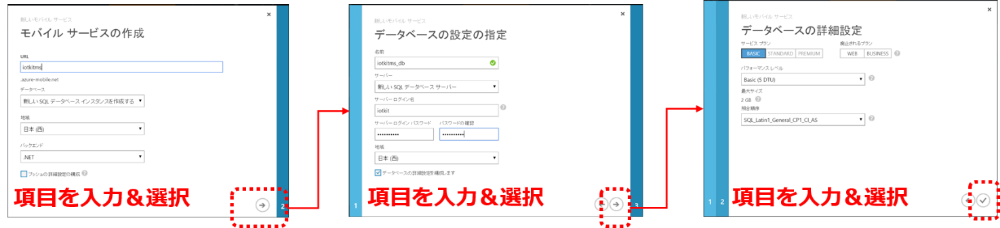 新しいモバイル サービス
モバイル サービスの作成
URL
iotkitms
.azure-mobile.net
データベース
新しい SQL データベース インスタンスを作成する
地域
日本 (西)
バックエンド
.NET
プッシュの詳細設定の構成
項目を入力＆選択
2
新しいモバイル サービス
データベースの設定の指定
名前
iotkitms_db
サーバー
新しい SQL データベース サーバー
サーバー ログイン名
iotkit
サーバー ログイン パスワード パスワードの確認
地域
日本 (西)
データベースの詳細設定を構成します
1 項目を入力＆選択
3
新しいモバイル サービス
データベースの詳細設定
サービス プラン 廃止されるプラン
BASIC STANDARD PREMIUM WEB BUSINESS
パフォーマンス レベル
Basic (5 DTU)
最大サイズ
2 GB
照合順序
SQL_Latin1_General_CP1_CI_AS
1 2 項目を入力＆選択